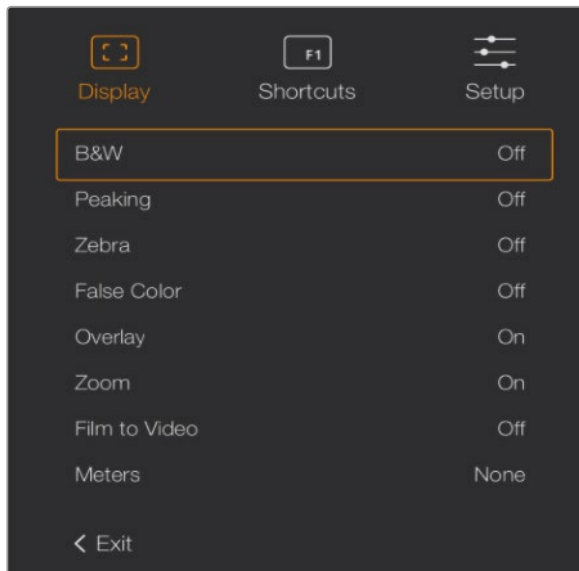 F1
Display Shortcuts Setup
B&W Off
Peaking Off
Zebra Off
False Color Off
Overlay On
Zoom On
Film to Video Off
Meters None
< Exit